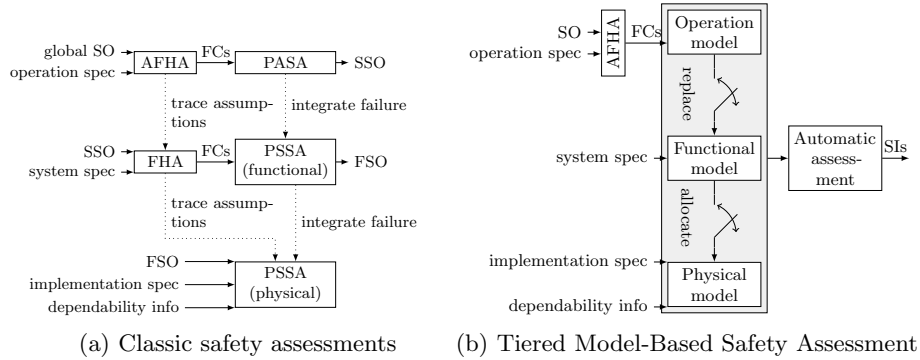 global SO
operation spec
AFHA
FCs
PASA
SSO
trace assump-
tions
integrate failure
SSO
system spec
FHA
FCs
PSSA
(functional)
FSO
trace assump-
tions
integrate failure
FSO
implementation spec
dependability info
PSSA
(physical)
(a) Classic safety assessments
SO
operation spec
AFHA
FCs
Operation
model
replace
system spec
Functional
model
Automatic
assess-
ment
SIs
allocate
implementation spec
dependability info
Physical
model
(b) Tiered Model-Based Safety Assessment